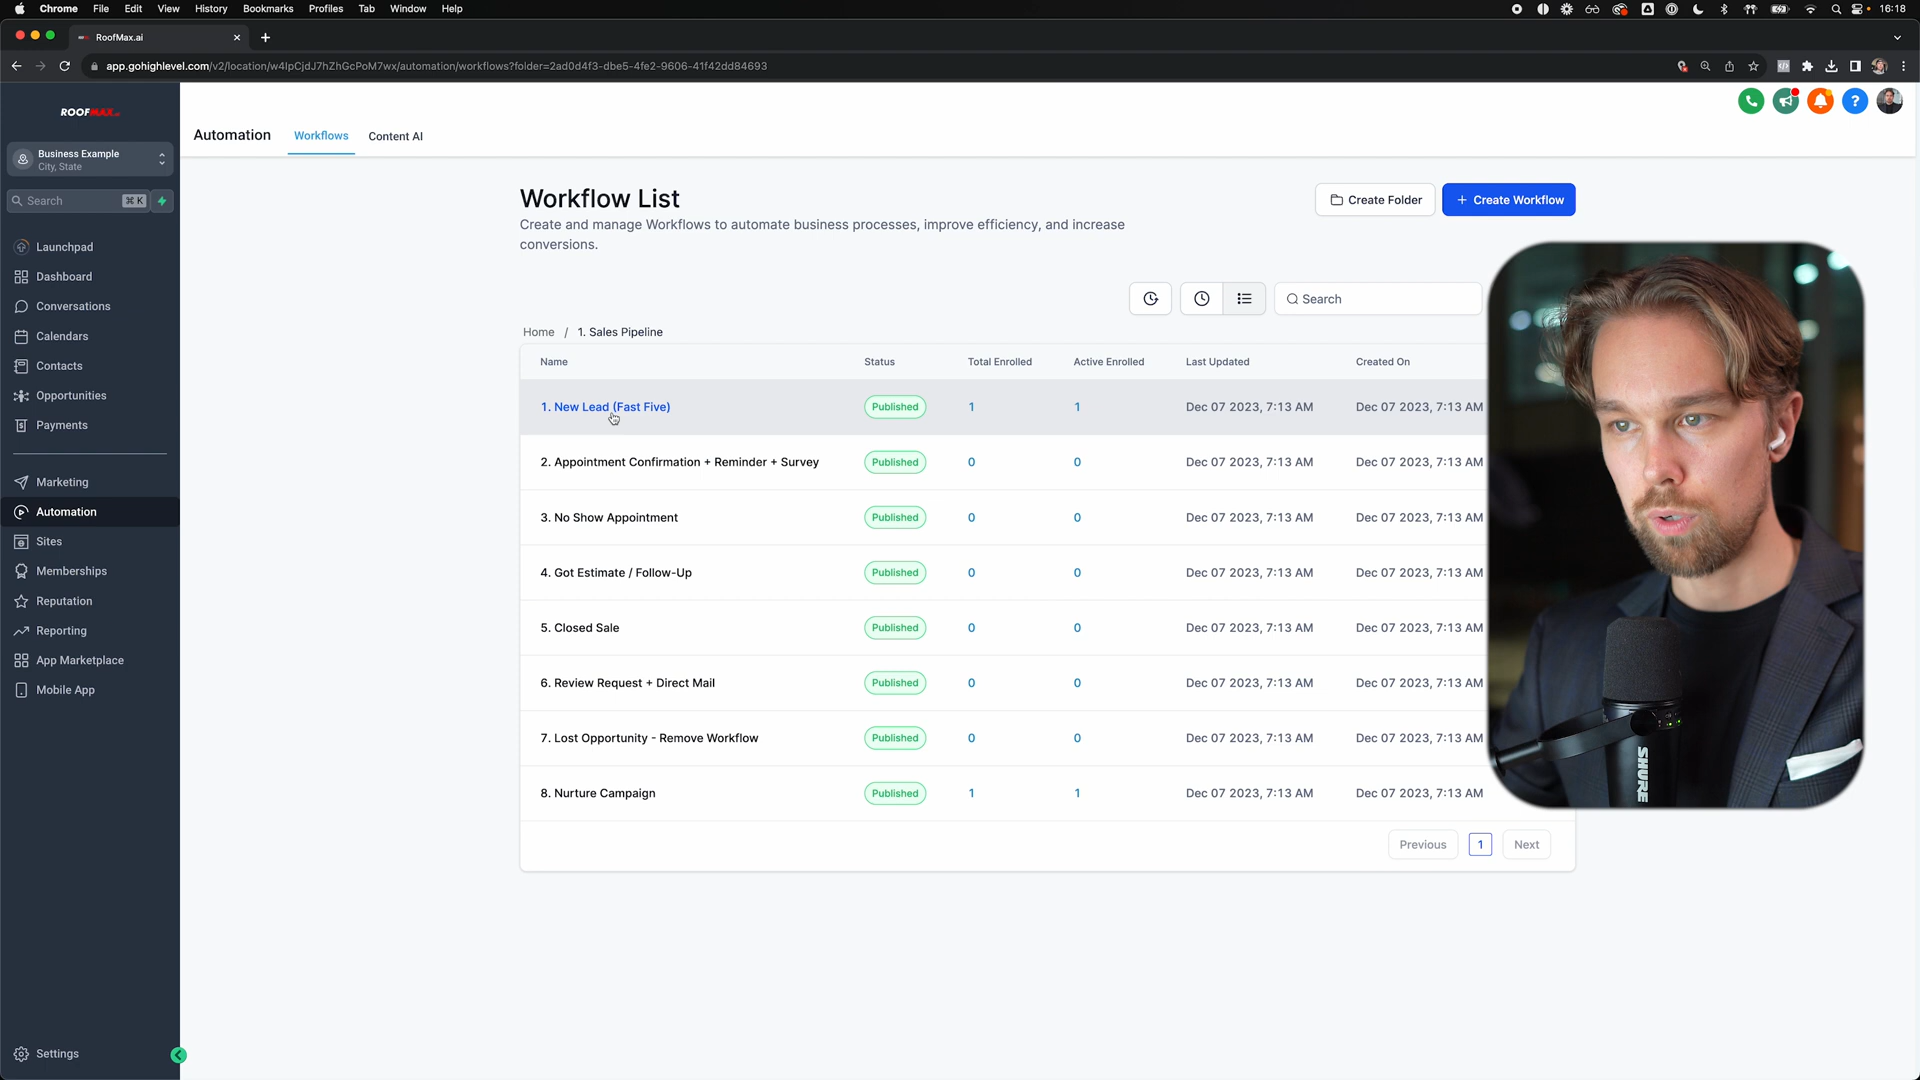 Chrome File Edit View History Bookmarks Profiles Tab Window Help 16:18
RoofMax.ai
app.gohighlevel.com/v2/location/w4lpCjdJ7hZhGcPoM7wx/automation/workflows?folder=2ad0d4f3-dbe5-4fe2-9606-41f42dd84693
ROOFMAX
Business Example
City, State
Search ⌘ K
Launchpad
Dashboard
Conversations
Calendars
Contacts
Opportunities
Payments
Marketing
Automation
Sites
Memberships
Reputation
Reporting
App Marketplace
Mobile App
Settings
Automation Workflows Content AI
Workflow List
Create and manage Workflows to automate business processes, improve efficiency, and increase
conversions.
Create Folder
+ Create Workflow
Search
Home / 1. Sales Pipeline
Name Status Total Enrolled Active Enrolled Last Updated Created On
1. New Lead (Fast Five) Published 1 1 Dec 07 2023, 7:13 AM Dec 07 2023, 7:13 AM
2. Appointment Confirmation + Reminder + Survey Published 0 0 Dec 07 2023, 7:13 AM Dec 07 2023, 7:13 AM
3. No Show Appointment Published 0 0 Dec 07 2023, 7:13 AM Dec 07 2023, 7:13 AM
4. Got Estimate / Follow-Up Published 0 0 Dec 07 2023, 7:13 AM Dec 07 2023, 7:13 AM
5. Closed Sale Published 0 0 Dec 07 2023, 7:13 AM Dec 07 2023, 7:13 AM
6. Review Request + Direct Mail Published 0 0 Dec 07 2023, 7:13 AM Dec 07 2023, 7:13 AM
7. Lost Opportunity - Remove Workflow Published 0 0 Dec 07 2023, 7:13 AM Dec 07 2023, 7:13 AM
8. Nurture Campaign Published 1 1 Dec 07 2023, 7:13 AM Dec 07 2023, 7:13 AM
Previous 1 Next
SHURE